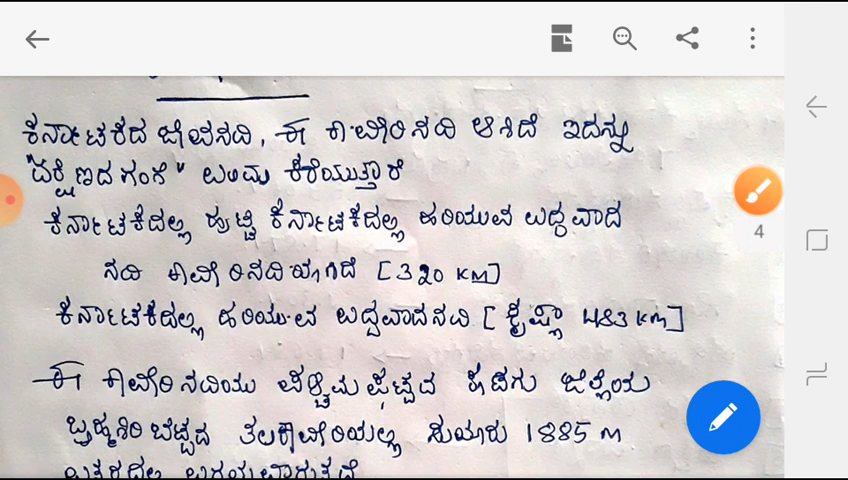 ಕರ್ನಾಟಕದ ಜೀವನದಿ, ಈ ಕಾವೇರಿ ನದಿ ಆಗಿದೆ ಇದನ್ನು
"ದಕ್ಷಿಣದ ಗಂಗೆ" ಎಂದು ಕರೆಯುತ್ತಾರೆ
ಕರ್ನಾಟಕದಲ್ಲಿ ಹುಟ್ಟಿ ಕರ್ನಾಟಕದಲ್ಲಿ ಹರಿಯುವ ಉದ್ದವಾದ
4
ನದಿ ಕಾವೇರಿ ನದಿಯಾಗಿದೆ [320 KM]
ಕರ್ನಾಟಕದಲ್ಲಿ ಹರಿಯುವ ಉದ್ದವಾದ ನದಿ [ಕೃಷ್ಣಾ 483 KM]
ಈ ಕಾವೇರಿ ನದಿಯು ಪಶ್ಚಿಮ ಘಟ್ಟದ ಕೊಡಗು ಜಿಲ್ಲೆಯ
ಬ್ರಹ್ಮಗಿರಿ ಬೆಟ್ಟದ ತಲಕಾವೇರಿಯಲ್ಲಿ ಸುಮಾರು 1885 m